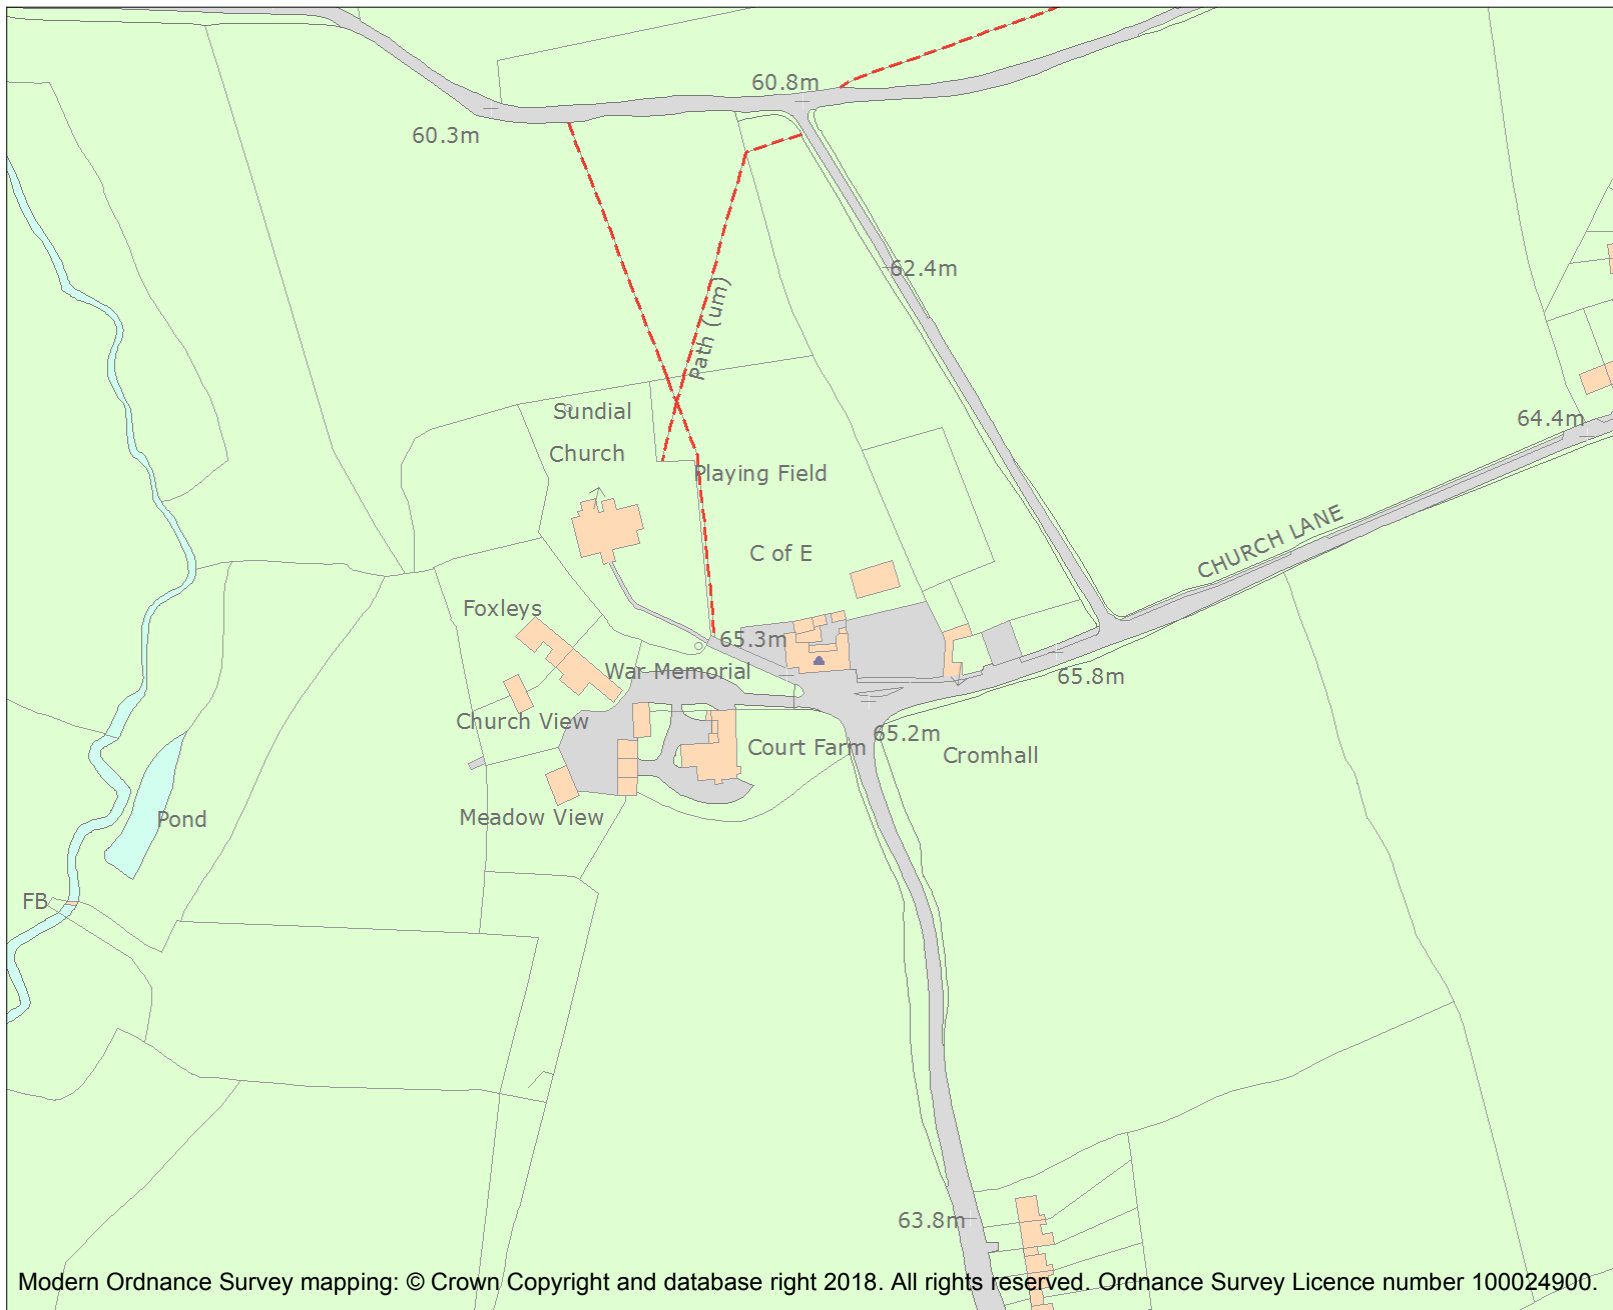 60.8m
60.3m
62.4m
Path (um)
Sundial
64.4m
Church
Playing Field
CHURCH LANE
C of E
Foxleys
65.3m
War Memorial
65.8m
Church View
65.2m
Court Farm
Cromhall
Pond
Meadow View
FB
63.8m
Modern Ordnance Survey mapping: © Crown Copyright and database right 2018. All rights reserved. Ordnance Survey Licence number 100024900.